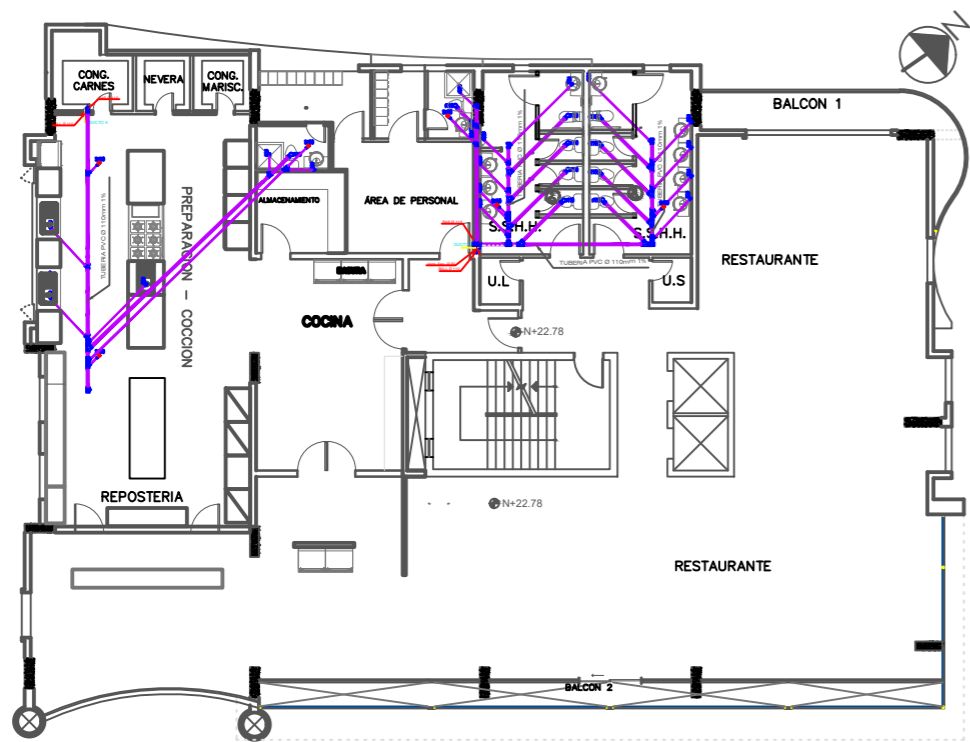 N
CONG.
CARNES
NEVERA
CONG.
MARISC.
BALCON 1
TUBERIA PVC Ø 110mm 1%
PREPARACION - COCCION
ALMACENAMIENTO
ÁREA DE PERSONAL
S.S.H.H.
S.S.H.H.
TUBERIA PVC Ø 110mm 1%
RESTAURANTE
BASURA
U.L
U.S
COCINA
N+22.78
REPOSTERIA
N+22.78
RESTAURANTE
BALCON 2